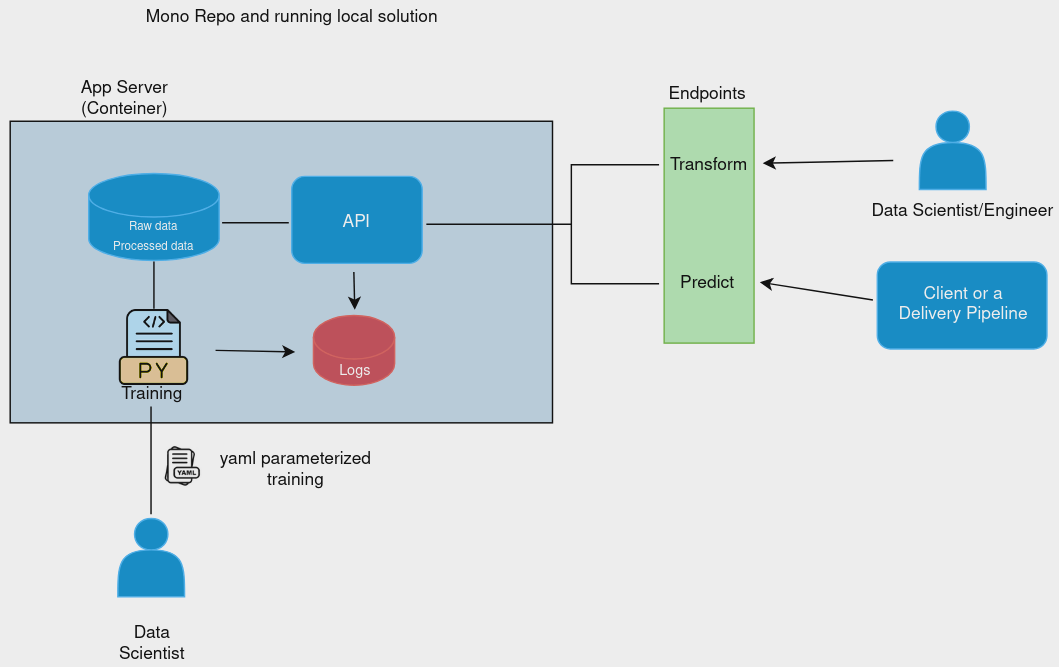 Mono Repo and running local solution
App Server
(Conteiner)
Endpoints
Raw data
Processed data
API
Transform
Data Scientist/Engineer
Predict
Client or a
Delivery Pipeline
</>
PY
Training
Logs
YAML
yaml parameterized
training
Data
Scientist